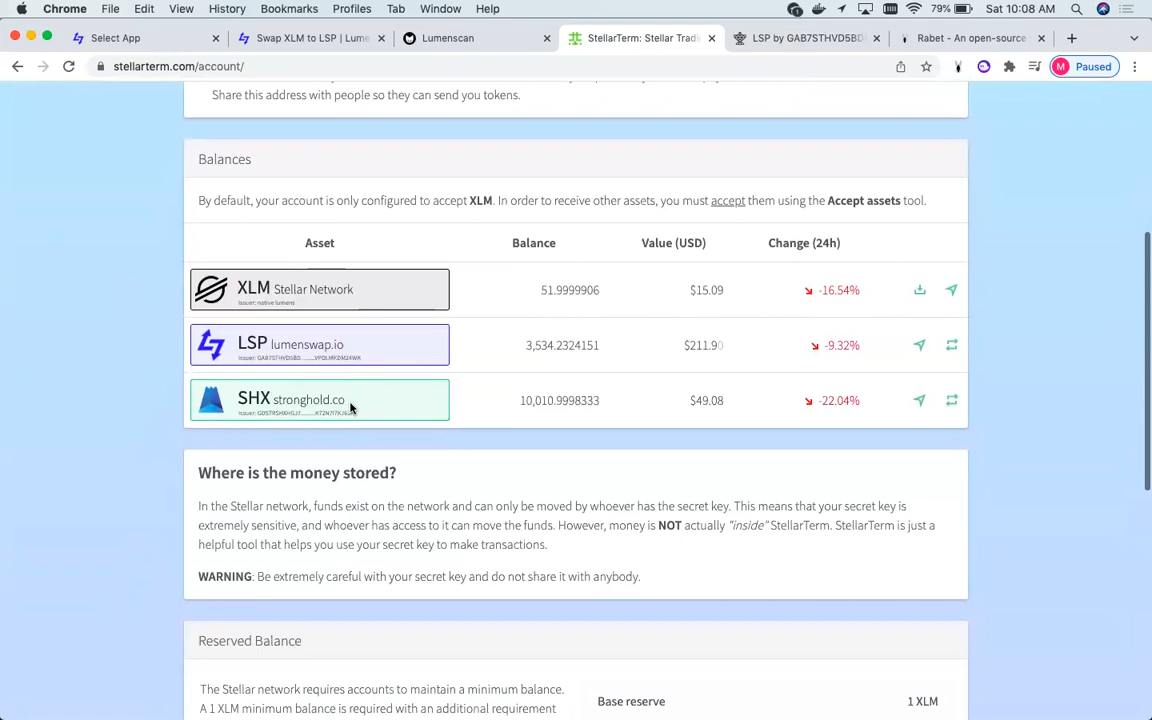 Chrome File Edit View History Bookmarks Profiles Tab Window Help 79% Sat 10:08 AM
Select App Swap XLM to LSP | Lume Lumenscan StellarTerm: Stellar Trad LSP by GAB7STHVD5BD Rabet - An open-source
stellarterm.com/account/ M Paused
Share this address with people so they can send you tokens.
Balances
By default, your account is only configured to accept XLM. In order to receive other assets, you must accept them using the Accept assets tool.
Asset Balance Value (USD) Change (24h)
XLM Stellar Network 51.9999906 $15.09 -16.54%
Issuer: native lumens
LSP lumenswap.io 3,534.2324151 $211.90 -9.32%
SHX stronghold.co 10,010.9998333 $49.08 -22.04%
Where is the money stored?
In the Stellar network, funds exist on the network and can only be moved by whoever has the secret key. This means that your secret key is
extremely sensitive, and whoever has access to it can move the funds. However, money is NOT actually "inside" StellarTerm. StellarTerm is just a
helpful tool that helps you use your secret key to make transactions.
WARNING: Be extremely careful with your secret key and do not share it with anybody.
Reserved Balance
The Stellar network requires accounts to maintain a minimum balance.
Base reserve 1 XLM
A 1 XLM minimum balance is required with an additional requirement